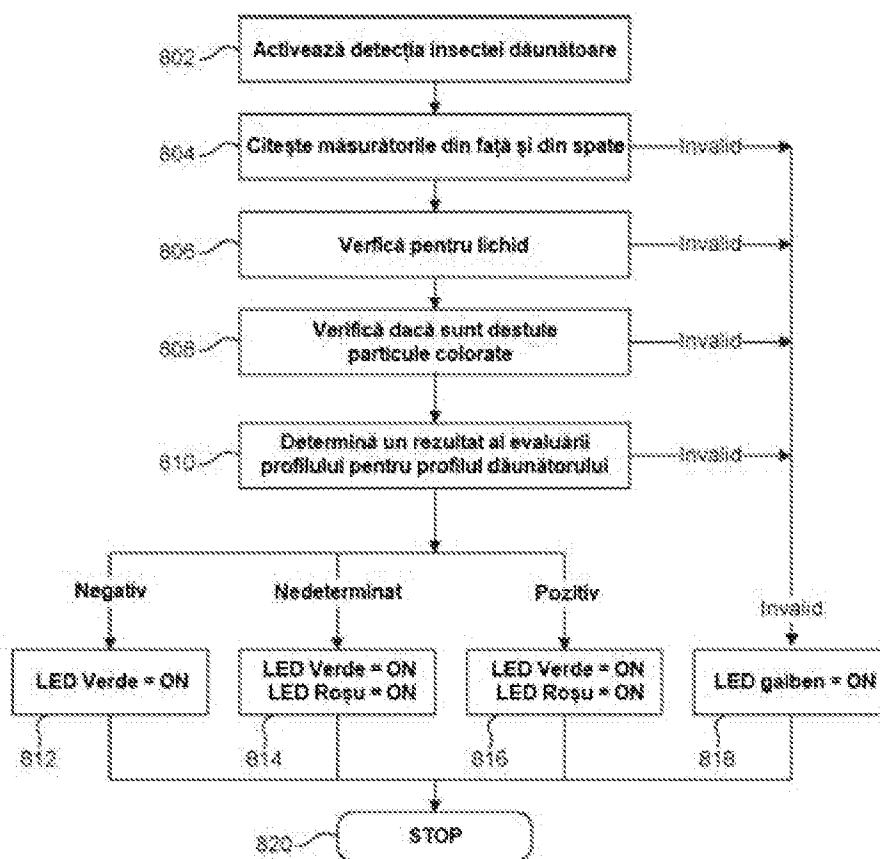 802
Activează detecția insectei dăunătoare
804
Citește măsurătorile din față și din spate
Invalid
806
Verfică pentru lichid
Invalid
808
Verifică dacă sunt destule
particule colorate
Invalid
810
Determină un rezultat al evaluării
profilului pentru profilul dăunătorului
Invalid
Negativ
Nedeterminat
Pozitiv
Invalid
LED Verde = ON
LED Verde = ON
LED Roșu = ON
LED Verde = ON
LED Roșu = ON
LED galben = ON
812
814
816
818
820
STOP